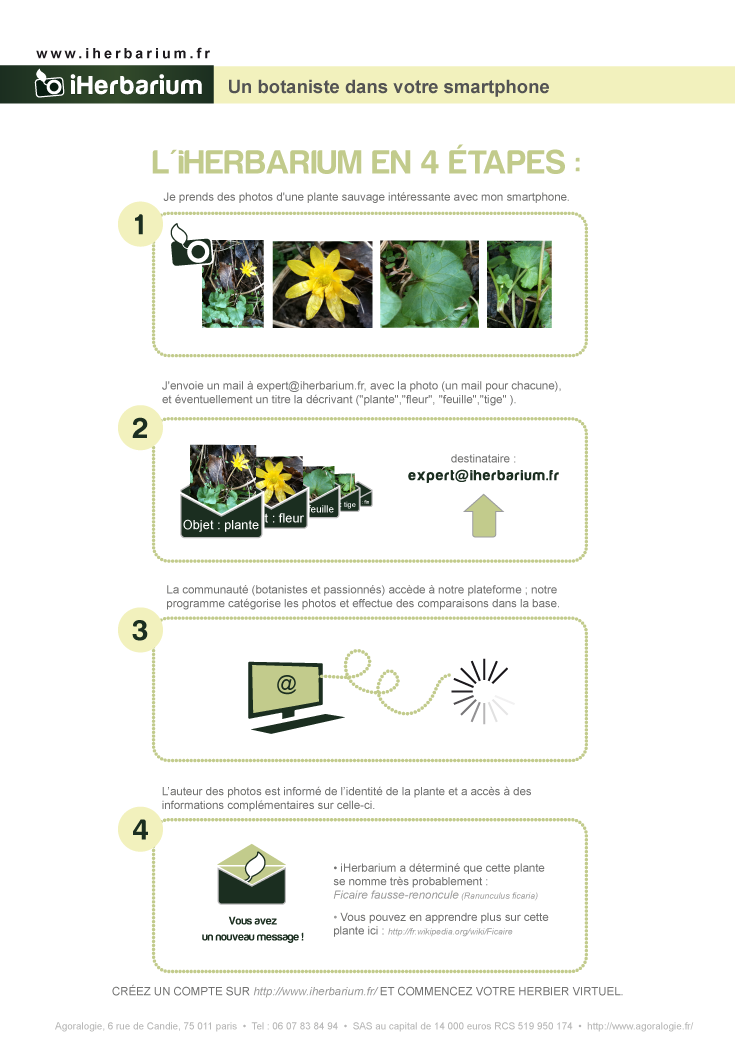 www.iherbarium.fr
iHerbarium
Un botaniste dans votre smartphone
L´iHERBARIUM EN 4 ÉTAPES :
Je prends des photos d'une plante sauvage intéressante avec mon smartphone.
1
J'envoie un mail à expert@iherbarium.fr, avec la photo (un mail pour chacune),
et éventuellement un titre la décrivant ("plante","fleur", "feuille","tige" ).
2
Objet : plante
t : fleur
feuille
: tige
destinataire :
expert@iherbarium.fr
La communauté (botanistes et passionnés) accède à notre plateforme ; notre
programme catégorise les photos et effectue des comparaisons dans la base.
3
@
L'auteur des photos est informé de l'identité de la plante et a accès à des
informations complémentaires sur celle-ci.
4
Vous avez
un nouveau message !
• iHerbarium a déterminé que cette plante
se nomme très probablement :
Ficaire fausse-renoncule (Ranunculus ficaria)
• Vous pouvez en apprendre plus sur cette
plante ici : http://fr.wikipedia.org/wiki/Ficaire
CRÉEZ UN COMPTE SUR http://www.iherbarium.fr/ ET COMMENCEZ VOTRE HERBIER VIRTUEL.
Agoralogie, 6 rue de Candie, 75 011 paris • Tel : 06 07 83 84 94 • SAS au capital de 14 000 euros RCS 519 950 174 • http://www.agoralogie.fr/